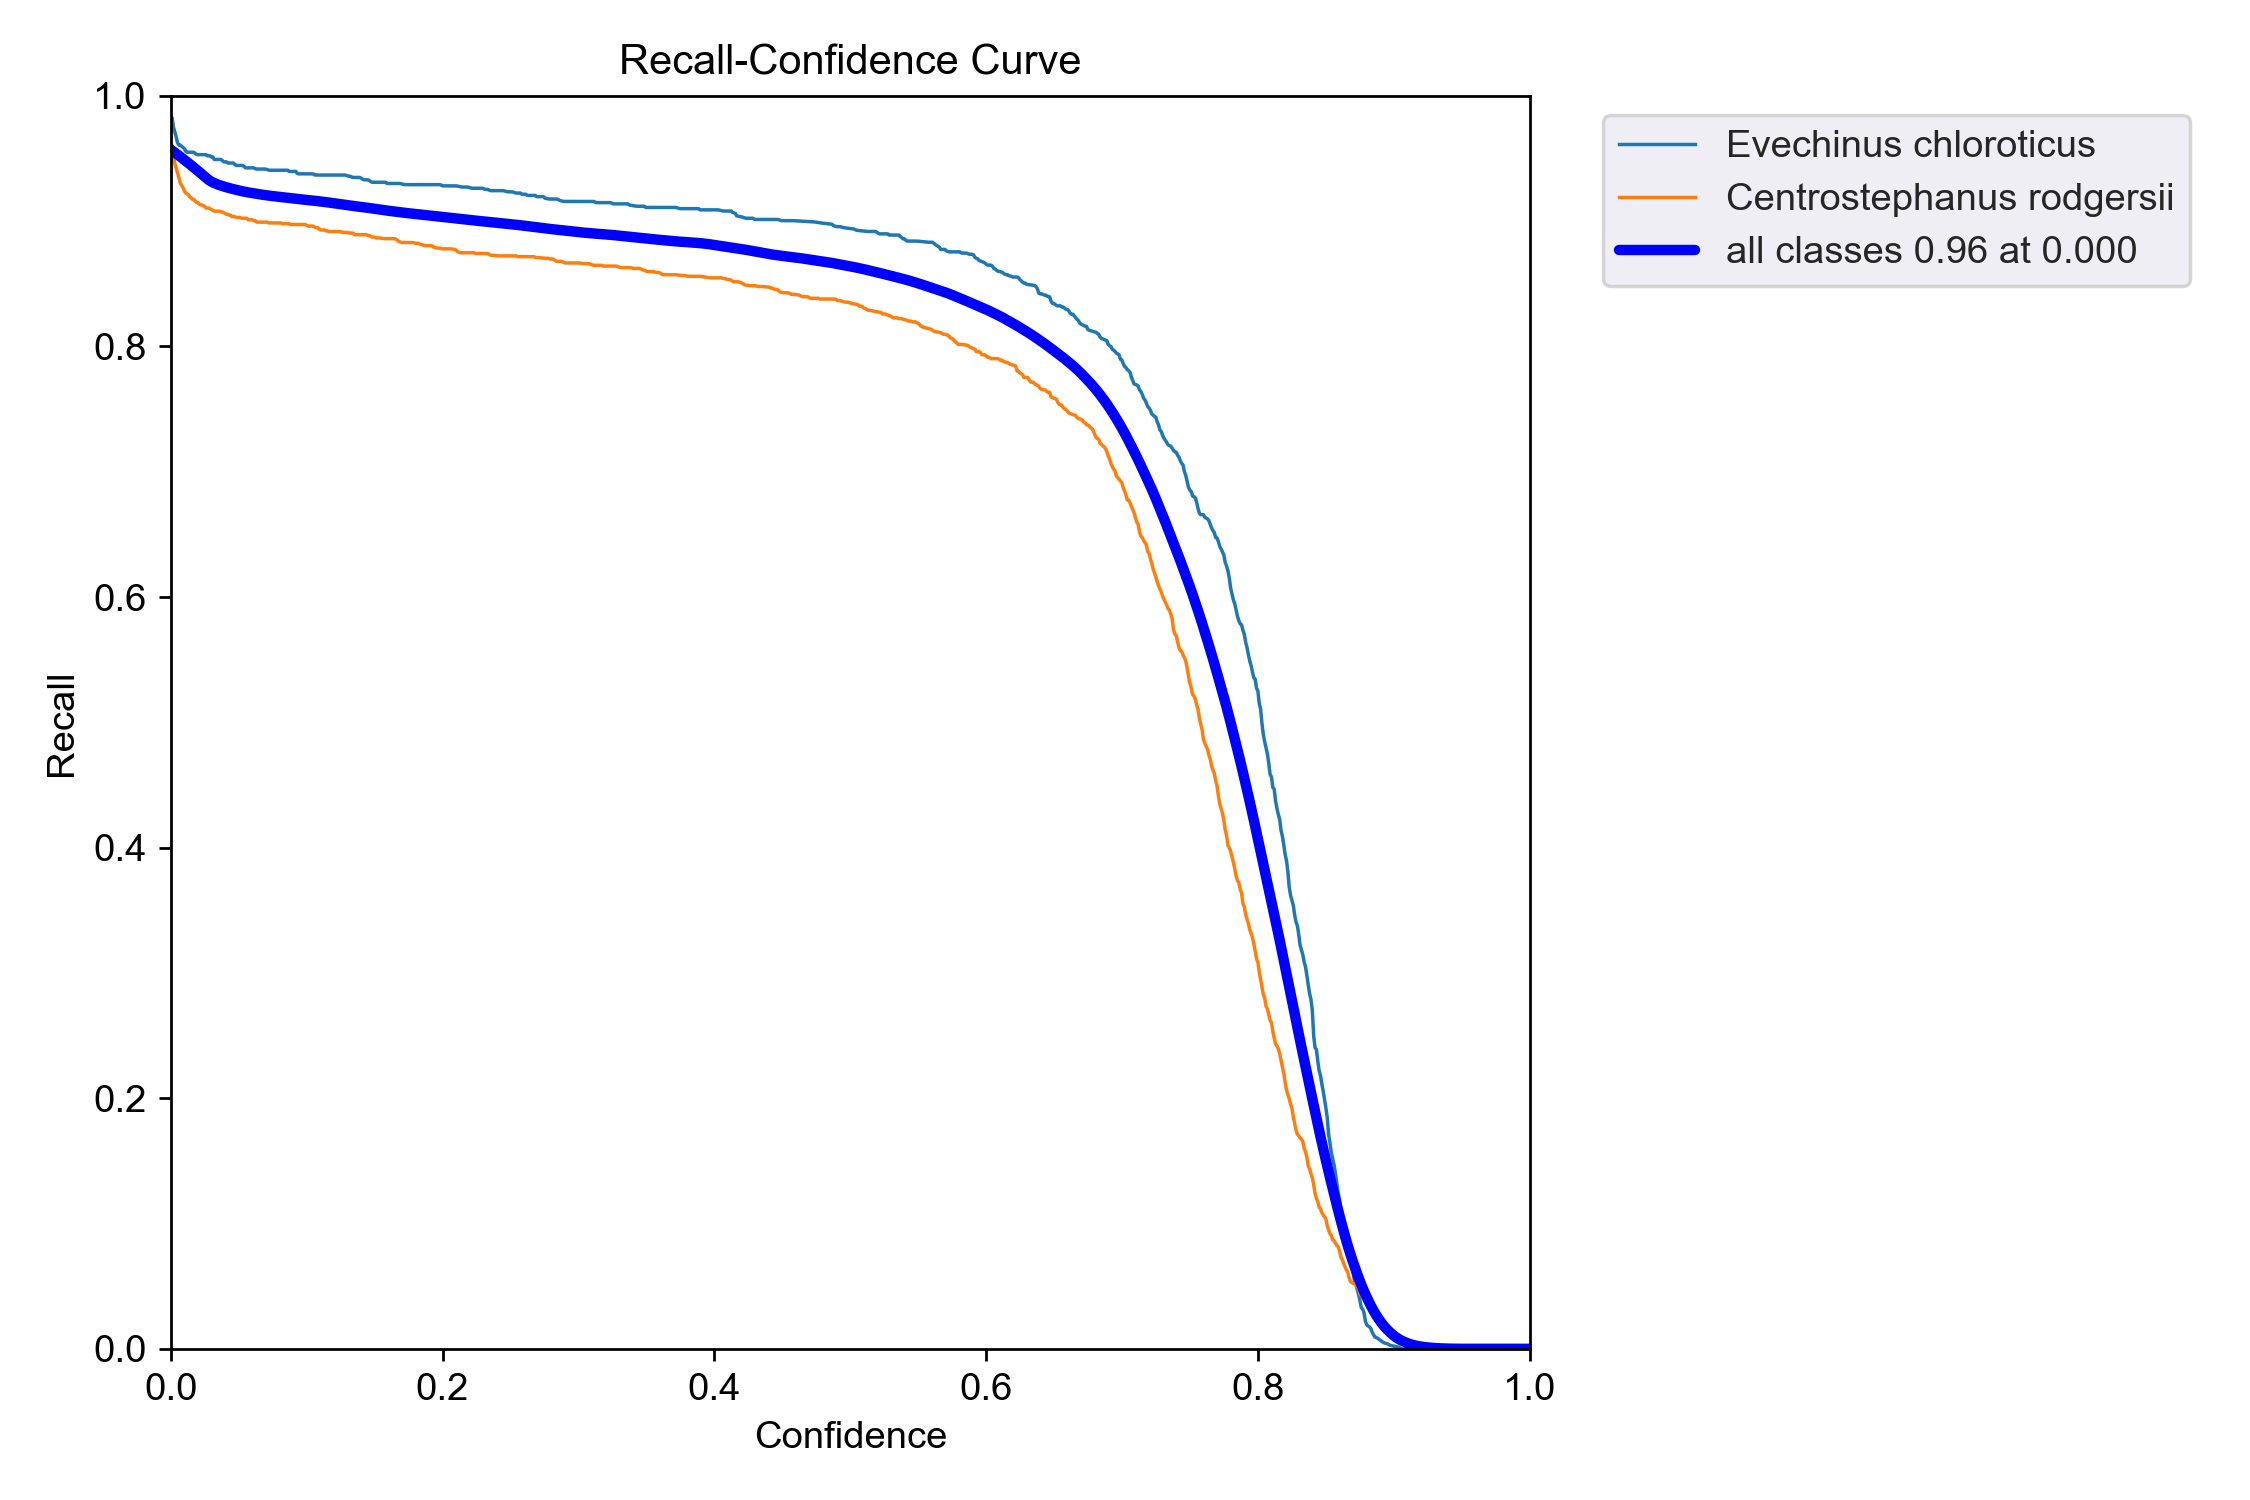 Recall-Confidence Curve
1.0
0.8
0.6
0.4
0.2
0.0
Recall
0.0 0.2 0.4 0.6 0.8 1.0
Confidence
Evechinus chloroticus
Centrostephanus rodgersii
all classes 0.96 at 0.000